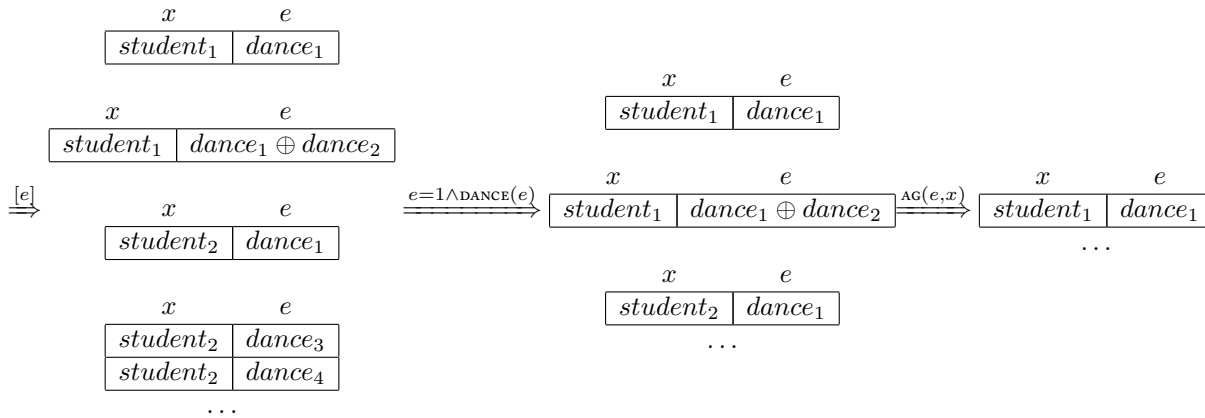 x e
student₁ dance₁
x e
student₁ dance₁ ⊕ dance₂
[e]
⇛
x e
student₂ dance₁
x e
student₂ dance₃
student₂ dance₄
...
e=1∧DANCE(e)
⇛
x e
student₁ dance₁
x e
student₁ dance₁ ⊕ dance₂
x e
student₂ dance₁
...
AG(e,x)
⇛
x e
student₁ dance₁
...